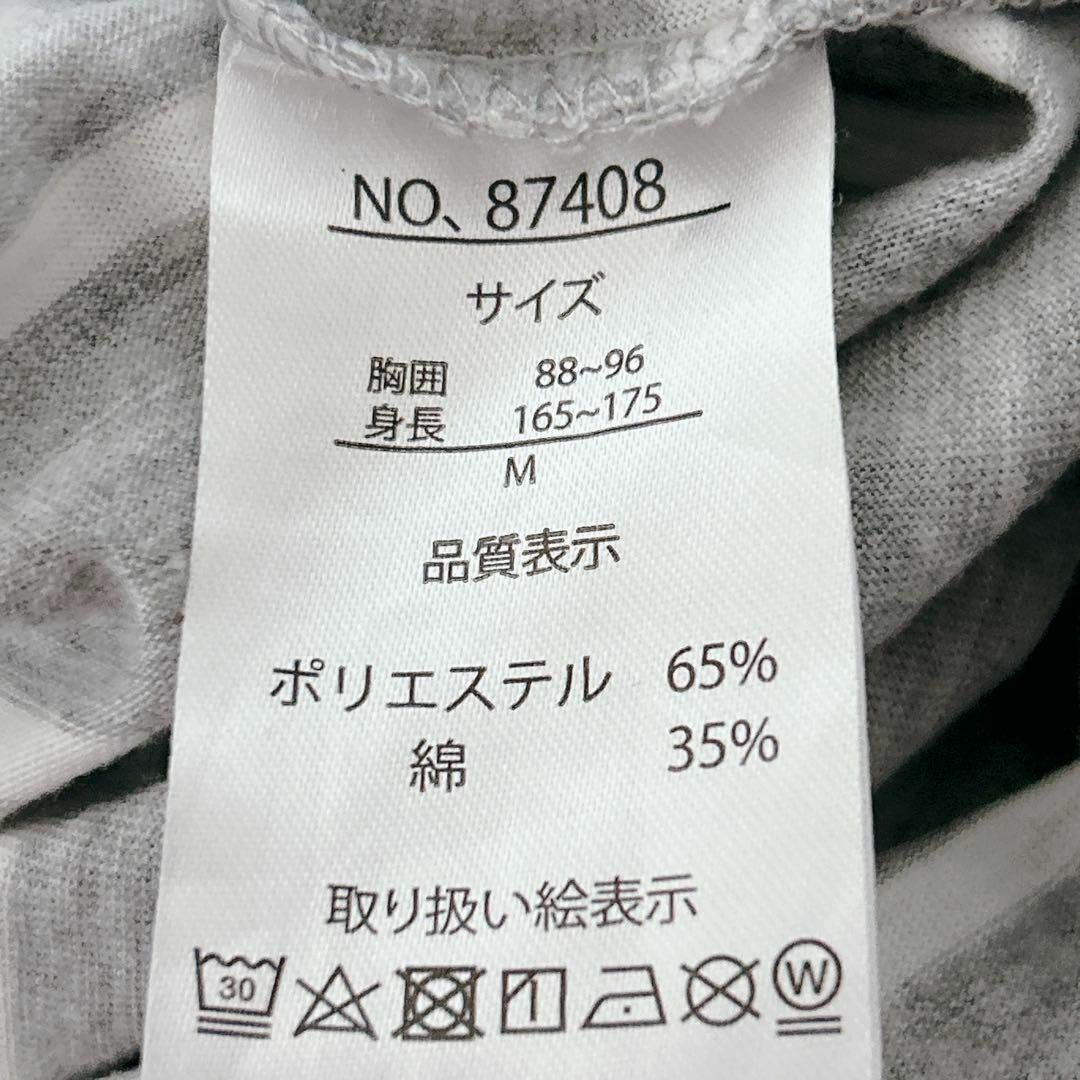 NO、87408
サイズ
胸囲 88~96
身長 165~175
M
品質表示
ポリエステル 65%
綿 35%
取り扱い絵表示
30 W